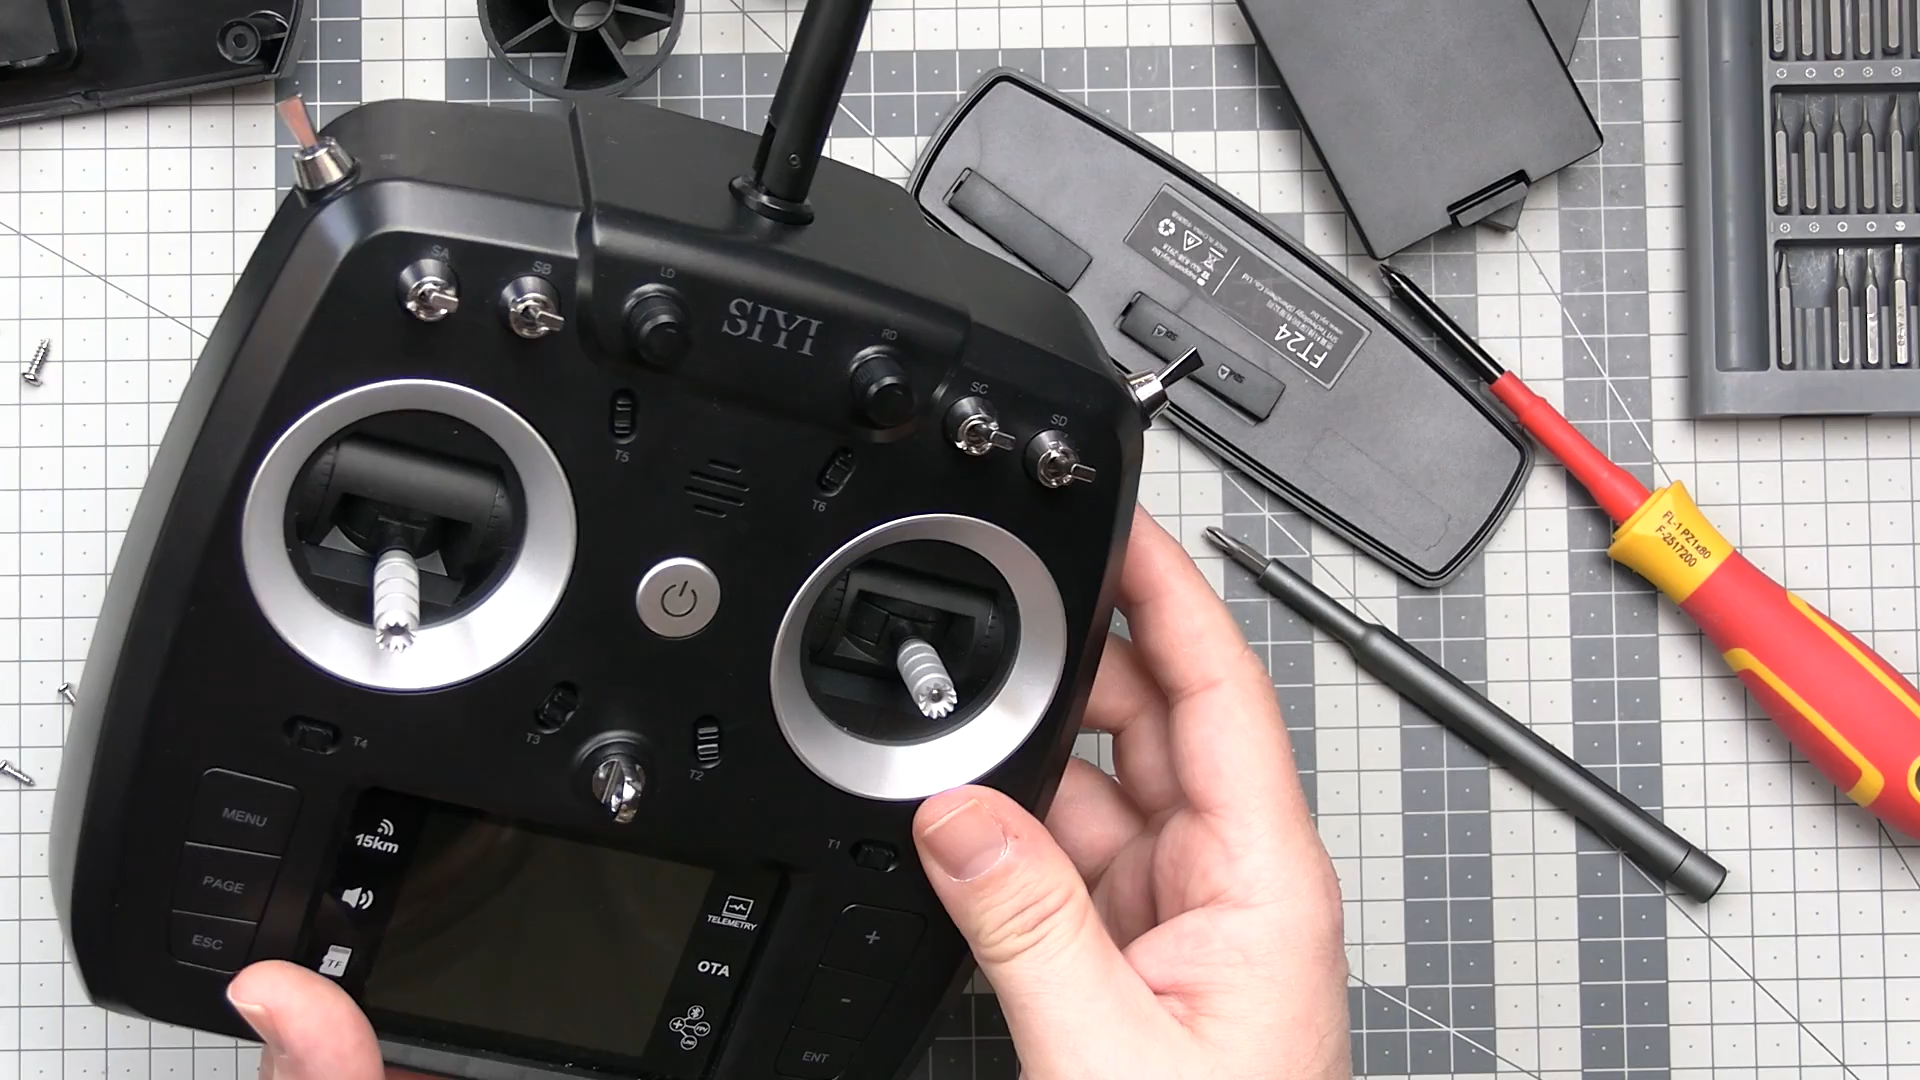 SA
SB
LD
SIYI
RD
SC
SD
T5
T6
T4
T3
T2
T1
MENU
PAGE
ESC
15km
TF
TELEMETRY
OTA
FPV
+
-
ENT
FT24
FL-1 PZ1x80
F-2517200